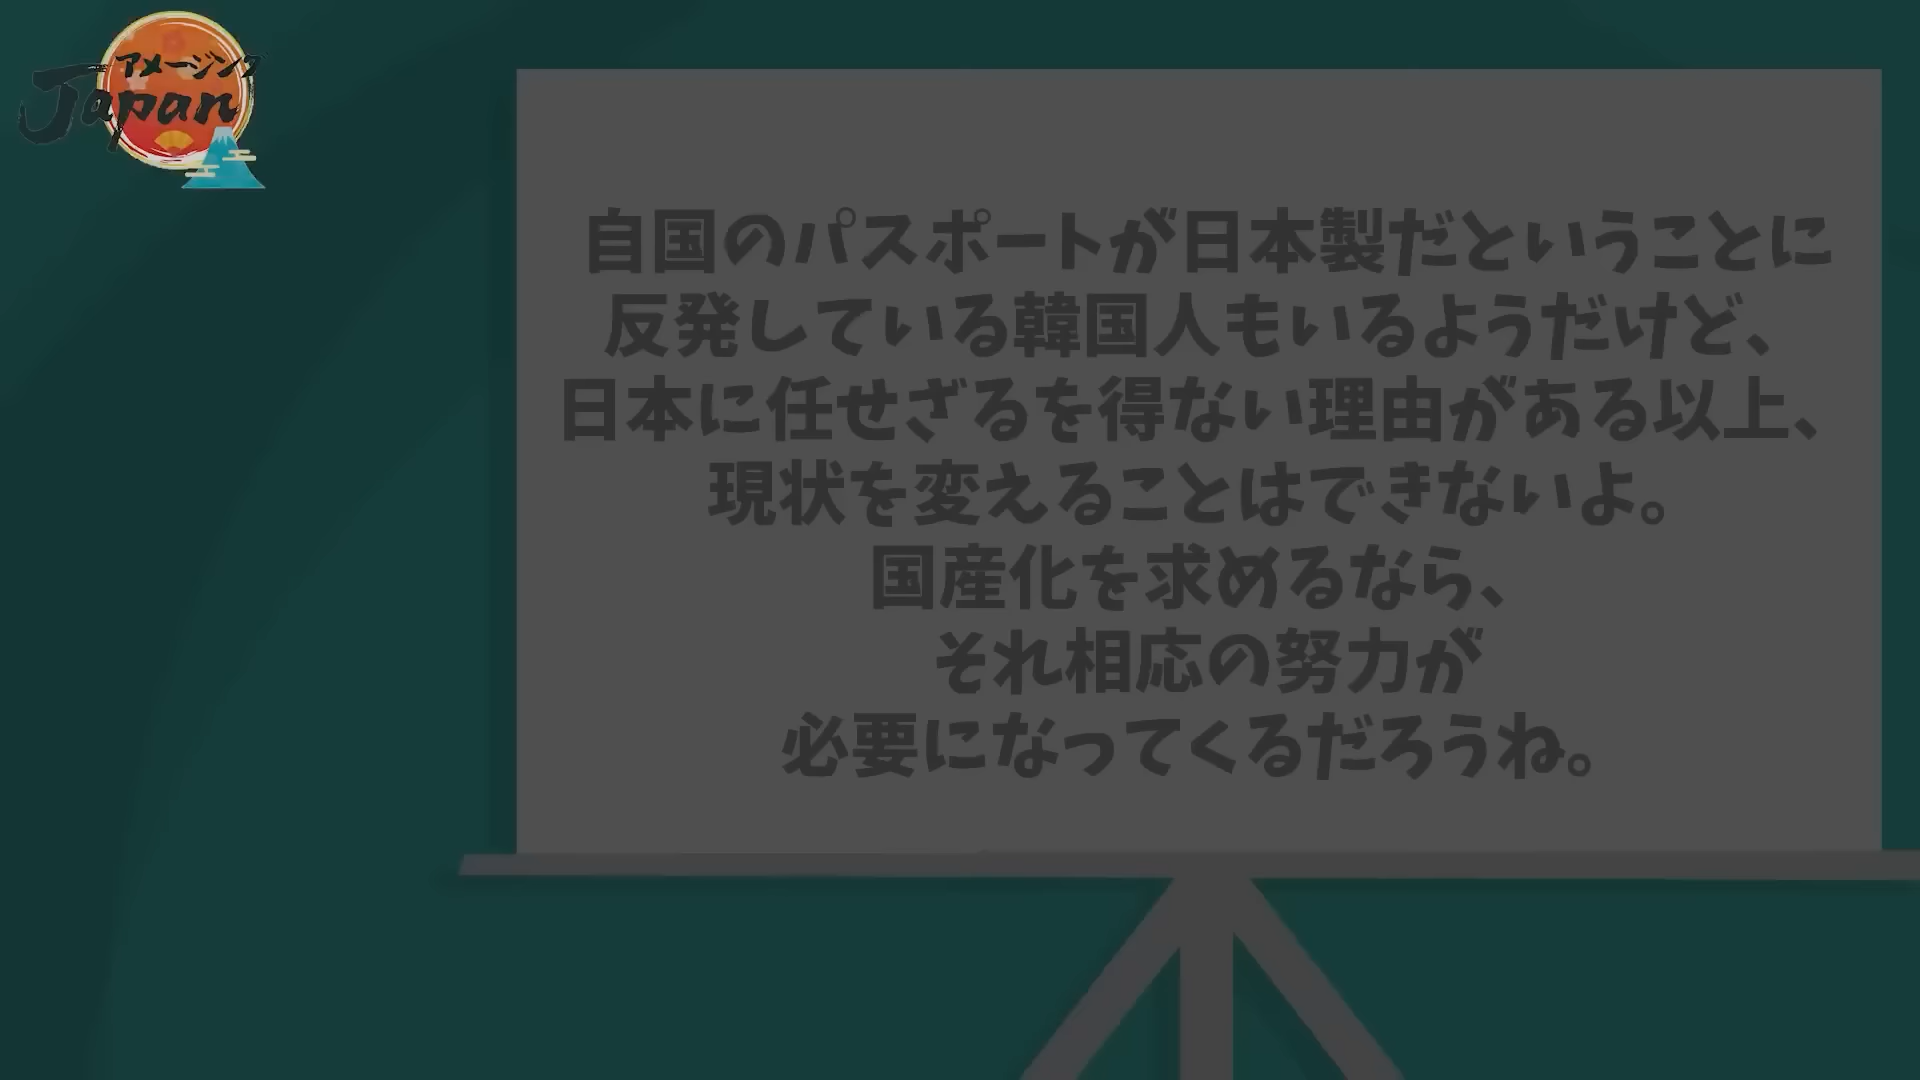 アメージング
Japan
自国のパスポートが日本製だということに
反発している韓国人もいるようだけど、
日本に任せざるを得ない理由がある以上、
現状を変えることはできないよ。
国産化を求めるなら、
それ相応の努力が
必要になってくるだろうね。